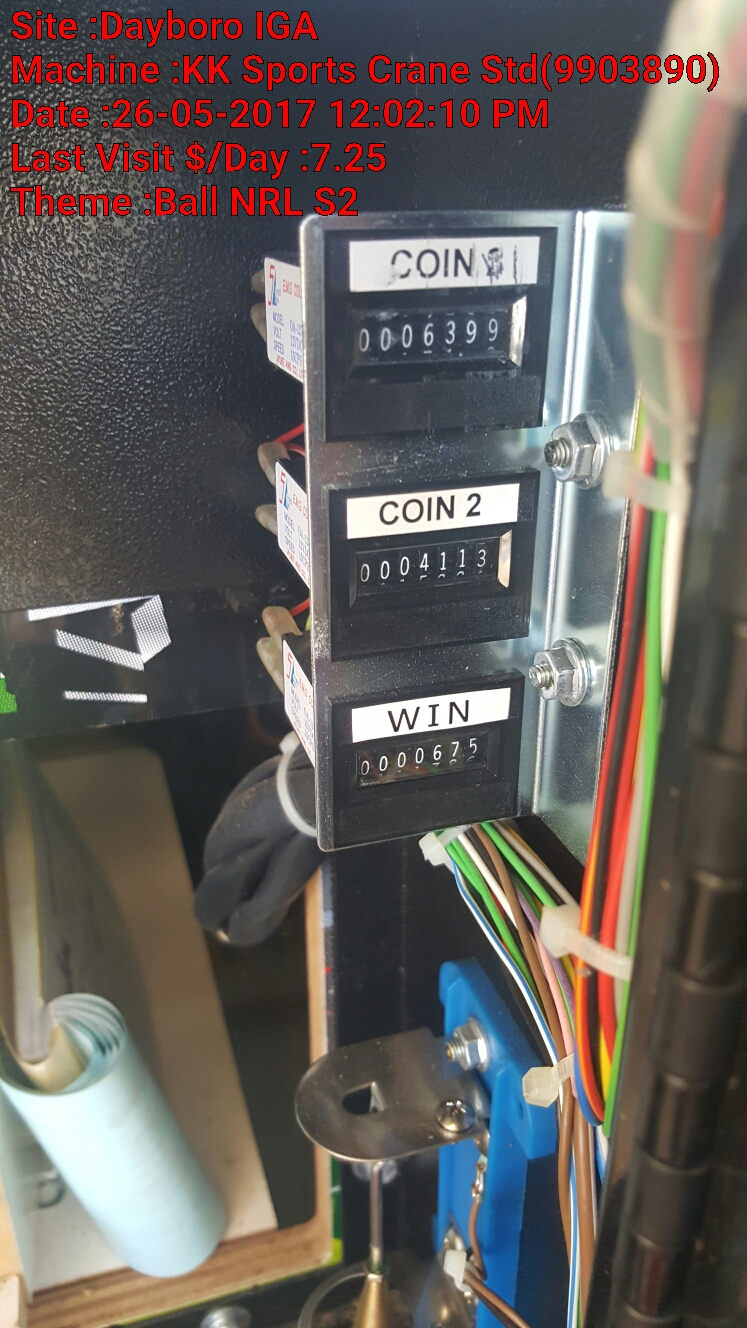 Site :Dayboro IGA
Machine :KK Sports Crane Std(9903890)
Date :26-05-2017 12:02:10 PM
Last Visit $/Day :7.25
Theme :Ball NRL S2
COIN
0006399
COIN 2
0004113
WIN
0000675